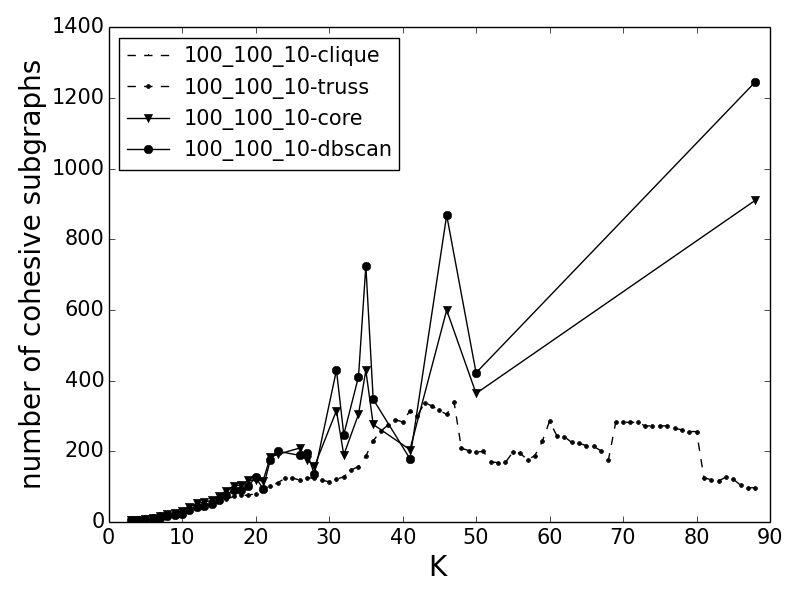 1400
1200
1000
800
600
400
200
0
number of cohesive subgraphs
100_100_10-clique
100_100_10-truss
100_100_10-core
100_100_10-dbscan
0 10 20 30 40 50 60 70 80 90
K